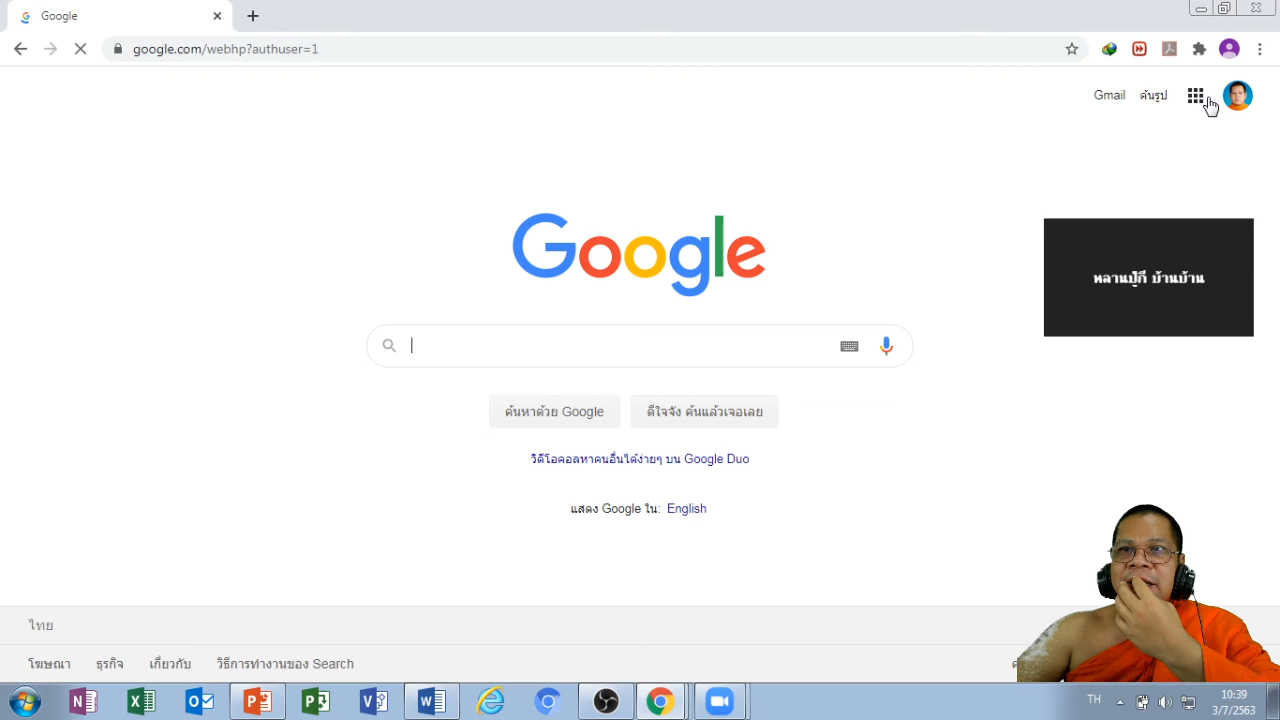 Google
google.com/webhp?authuser=1
Gmail ค้นรูป
Google
หลานปู่กี บ้านบ้าน
ค้นหาด้วย Google ดีใจจัง ค้นแล้วเจอเลย
วิดีโอคอลหาคนอื่นได้ง่ายๆ บน Google Duo
แสดง Google ใน: English
ไทย
โฆษณา ธุรกิจ เกี่ยวกับ วิธีการทำงานของ Search
TH 10:39
3/7/2563